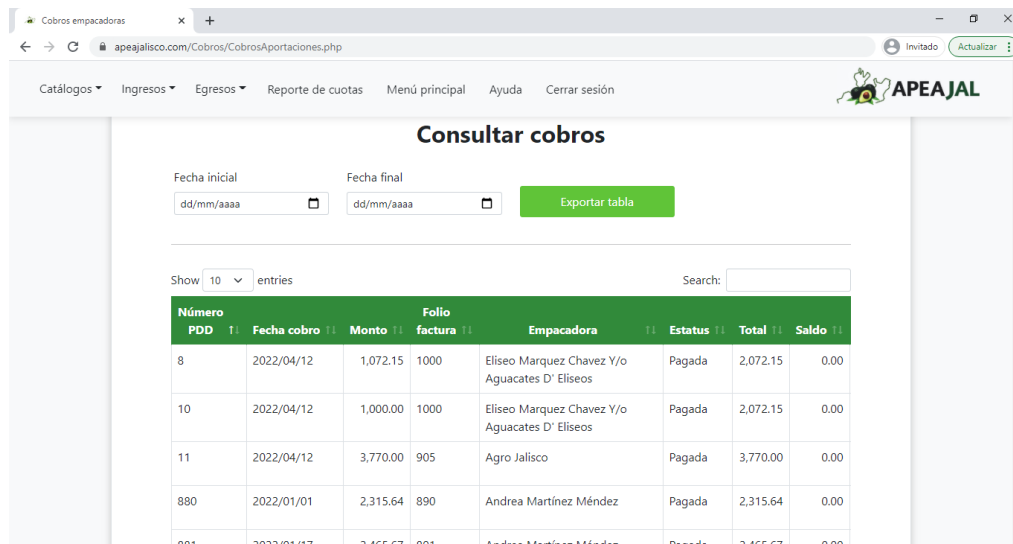 Cobros empacadoras
apeajalisco.com/Cobros/CobrosAportaciones.php
Invitado
Actualizar
Catálogos Ingresos Egresos Reporte de cuotas Menú principal Ayuda Cerrar sesión
APEAJAL
Consultar cobros
Fecha inicial Fecha final
dd/mm/aaaa dd/mm/aaaa Exportar tabla
Show 10 entries Search:
Número PDD Fecha cobro Monto Folio factura Empacadora Estatus Total Saldo
8 2022/04/12 1,072.15 1000 Eliseo Marquez Chavez Y/o Pagada 2,072.15 0.00
Aguacates D' Eliseos
10 2022/04/12 1,000.00 1000 Eliseo Marquez Chavez Y/o Pagada 2,072.15 0.00
Aguacates D' Eliseos
11 2022/04/12 3,770.00 905 Agro Jalisco Pagada 3,770.00 0.00
880 2022/01/01 2,315.64 890 Andrea Martínez Méndez Pagada 2,315.64 0.00